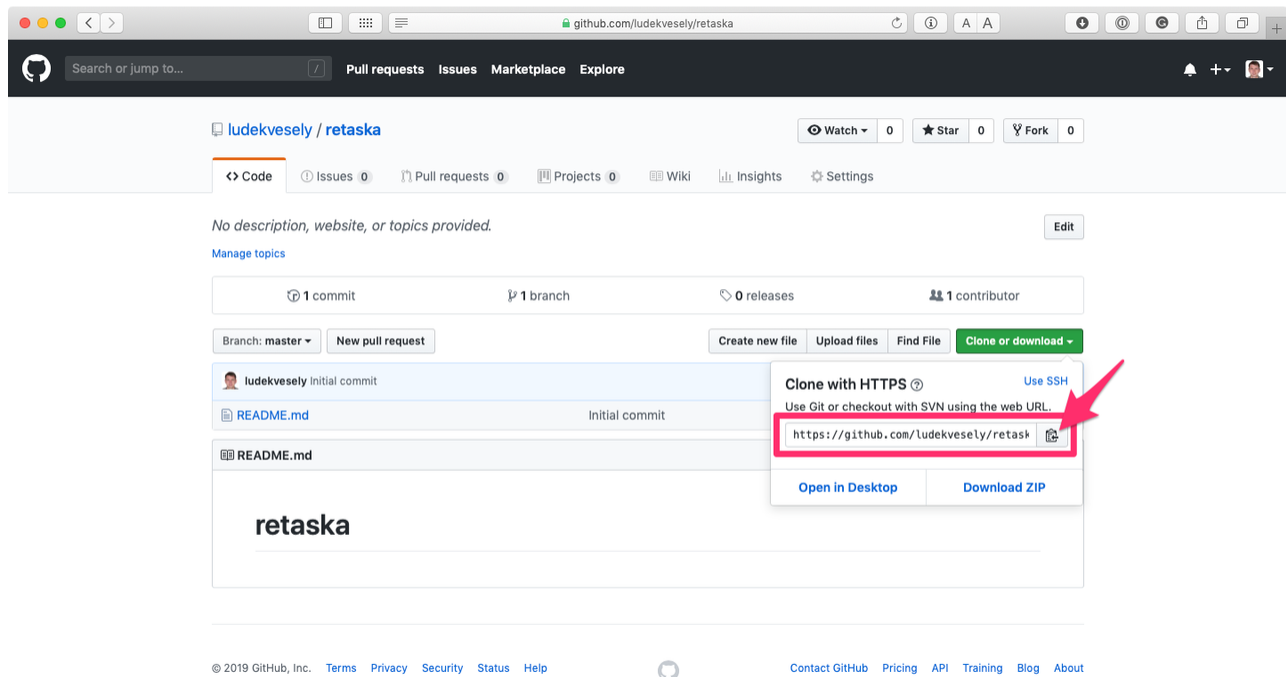 github.com/ludekvesely/retaska
A A
Search or jump to... / Pull requests Issues Marketplace Explore
ludekvesely / retaska
Watch 0 Star 0 Fork 0
Code Issues 0 Pull requests 0 Projects 0 Wiki Insights Settings
No description, website, or topics provided.
Edit
Manage topics
1 commit 1 branch 0 releases 1 contributor
Branch: master New pull request Create new file Upload files Find File Clone or download
ludekvesely Initial commit
README.md Initial commit
Clone with HTTPS Use SSH
Use Git or checkout with SVN using the web URL.
https://github.com/ludekvesely/retask
Open in Desktop Download ZIP
README.md
retaska
© 2019 GitHub, Inc. Terms Privacy Security Status Help Contact GitHub Pricing API Training Blog About